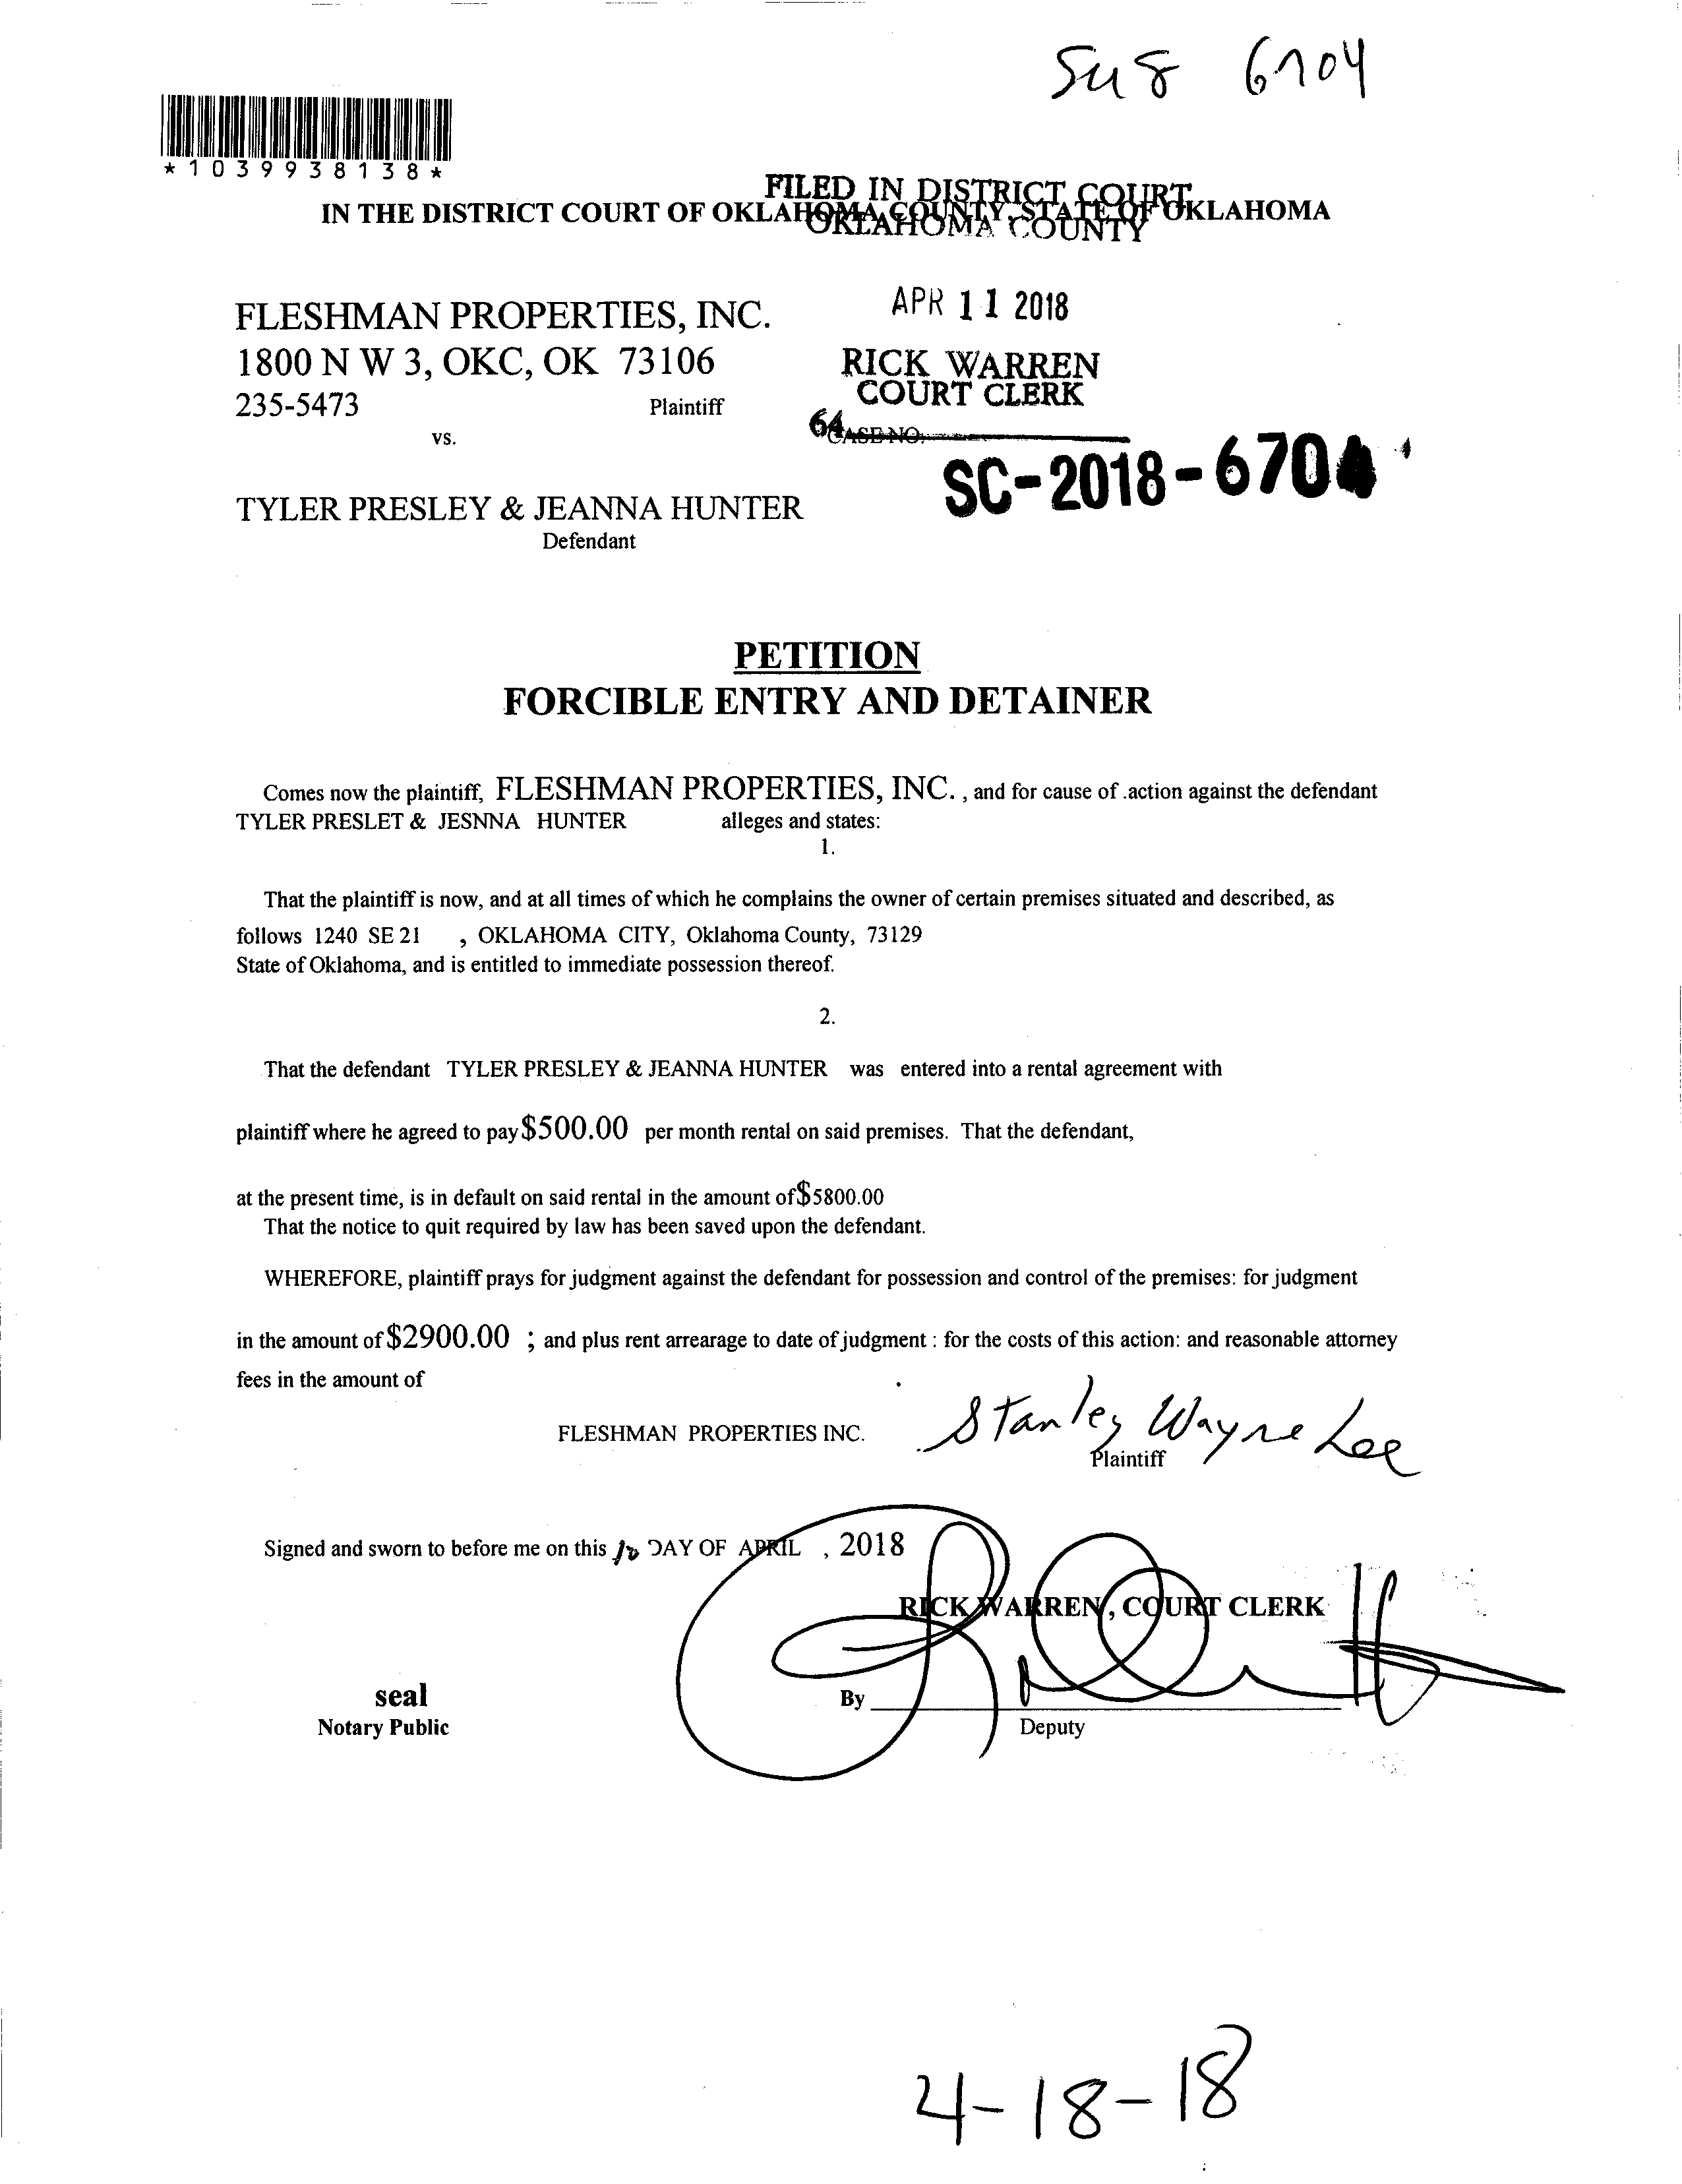 SC 8 6704
*1039938138*
FILED IN DISTRICT COURT
OKLAHOMA COUNTY
IN THE DISTRICT COURT OF OKLAHOMA COUNTY, STATE OF OKLAHOMA
FLESHMAN PROPERTIES, INC.
APR 11 2018
1800 N W 3, OKC, OK 73106
RICK WARREN
COURT CLERK
235-5473 Plaintiff
64
vs.
CASE NO.
SC-2018-6704
TYLER PRESLEY & JEANNA HUNTER
Defendant
PETITION
FORCIBLE ENTRY AND DETAINER
Comes now the plaintiff, FLESHMAN PROPERTIES, INC. , and for cause of .action against the defendant
TYLER PRESLET & JESNNA HUNTER alleges and states:
1.
That the plaintiff is now, and at all times of which he complains the owner of certain premises situated and described, as
follows 1240 SE 21 , OKLAHOMA CITY, Oklahoma County, 73129
State of Oklahoma, and is entitled to immediate possession thereof.
2.
That the defendant TYLER PRESLEY & JEANNA HUNTER was entered into a rental agreement with
plaintiff where he agreed to pay $500.00 per month rental on said premises. That the defendant,
at the present time, is in default on said rental in the amount of $5800.00
That the notice to quit required by law has been saved upon the defendant.
WHEREFORE, plaintiff prays for judgment against the defendant for possession and control of the premises: for judgment
in the amount of $2900.00 ; and plus rent arrearage to date of judgment : for the costs of this action: and reasonable attorney
fees in the amount of .
FLESHMAN PROPERTIES INC. Stanley Wayne Lee
Plaintiff
Signed and sworn to before me on this 10 DAY OF APRIL , 2018
RICK WARREN, COURT CLERK
seal
By
Notary Public
Deputy
4-18-18